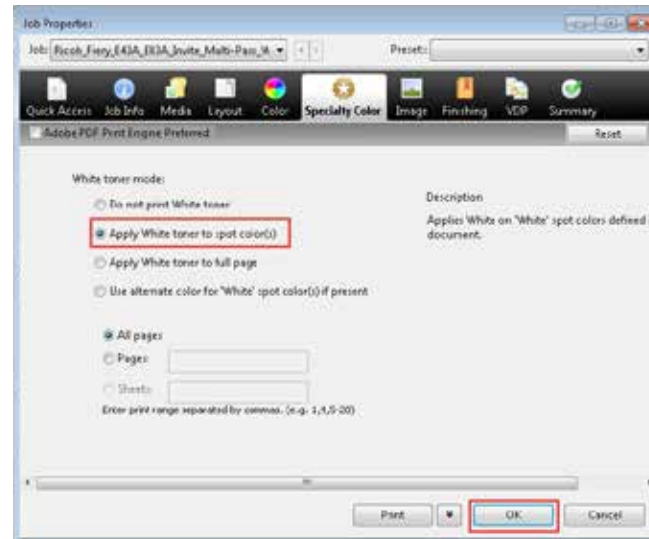 Job Properties
Job: Ricoh_Fiery_E43A_EX3A_Invite_Multi-Pass_W Preset:
Quick Access Job Info Media Layout Color Specialty Color Image Finishing VDP Summary
Adobe PDF Print Engine Preferred Reset
White toner mode:
Do not print White toner
Apply White toner to spot color(s)
Apply White toner to full page
Use alternate color for 'White' spot color(s) if present
Description
Applies White on 'White' spot colors defined
document.
All pages
Pages
Sheets
Enter print range separated by commas. (e.g. 1,4,5-20)
Print OK Cancel